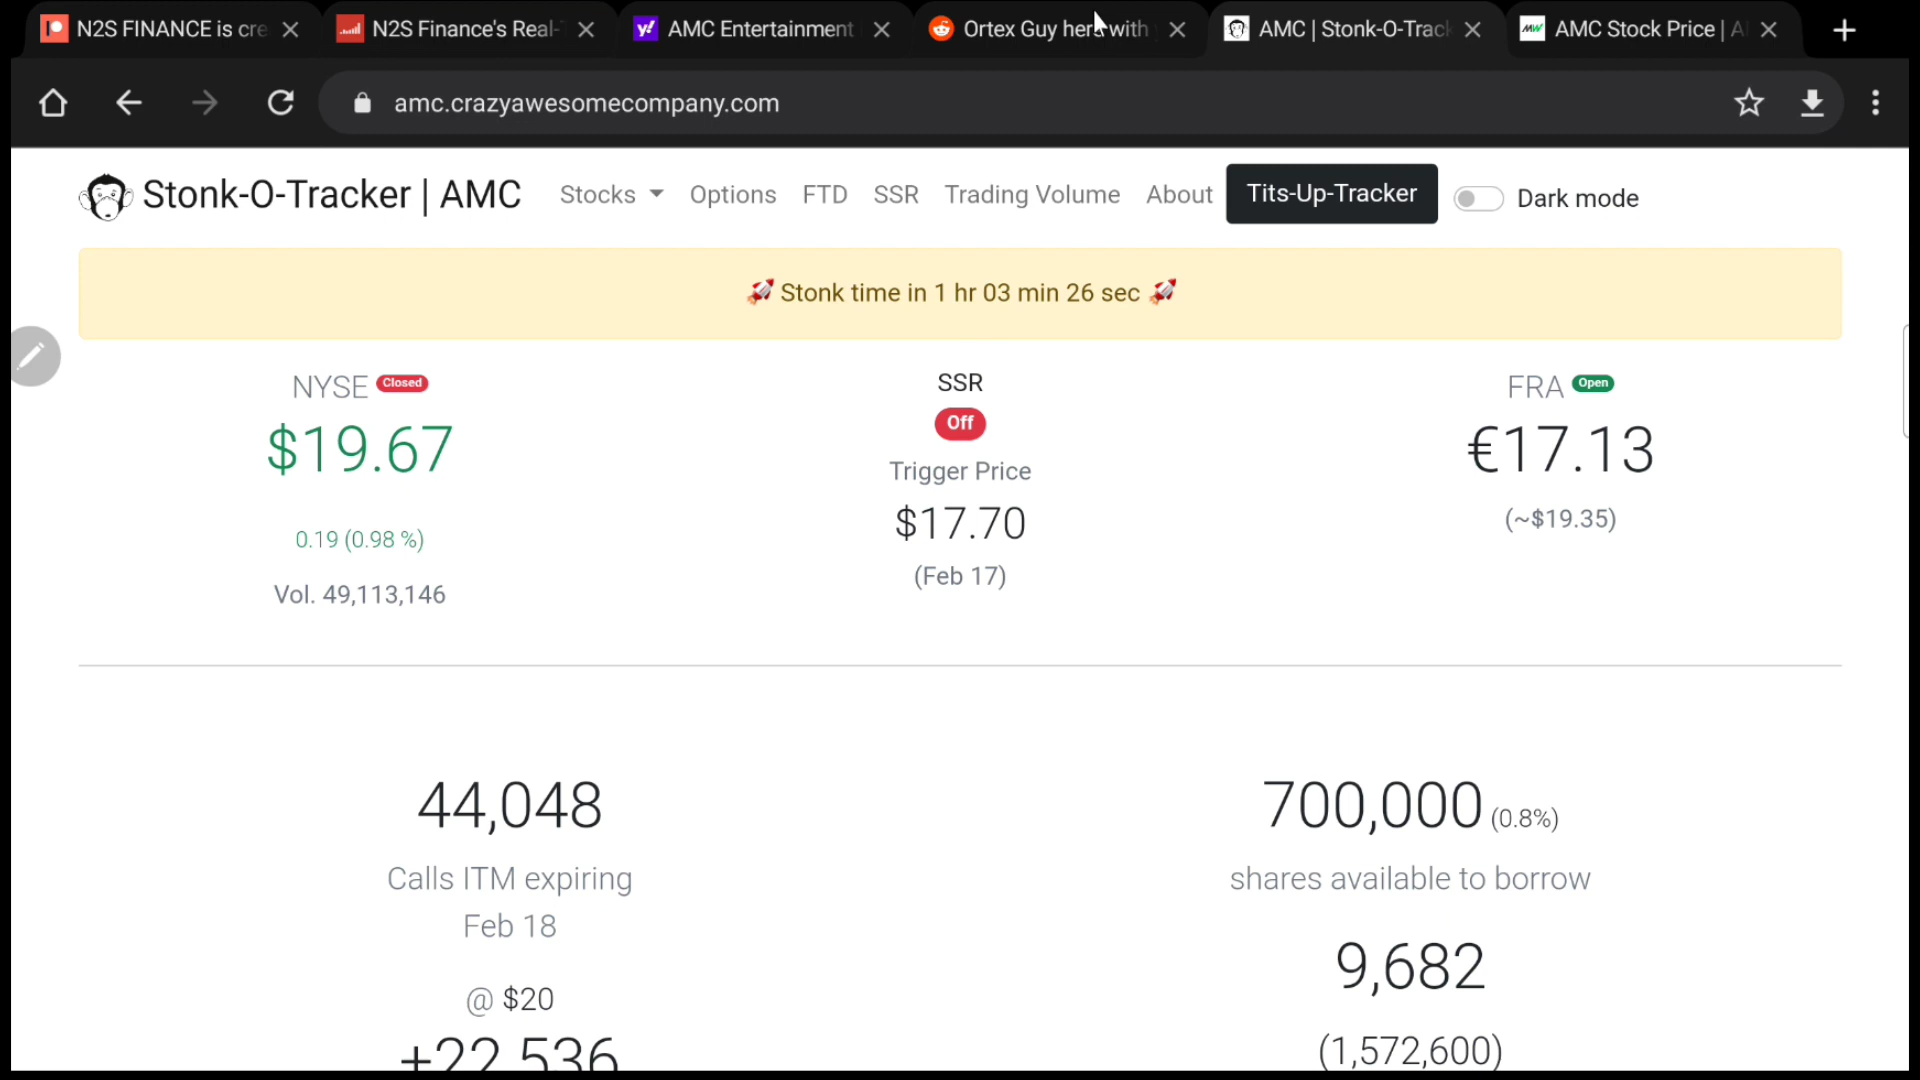 N2S FINANCE is cre
N2S Finance's Real-
AMC Entertainment
Ortex Guy here with
AMC | Stonk-O-Track
AMC Stock Price | A
amc.crazyawesomecompany.com
Stonk-O-Tracker | AMC
Stocks
Options
FTD
SSR
Trading Volume
About
Tits-Up-Tracker
Dark mode
🚀 Stonk time in 1 hr 03 min 26 sec 🚀
NYSE Closed
$19.67
0.19 (0.98 %)
Vol. 49,113,146
SSR
Off
Trigger Price
$17.70
(Feb 17)
FRA Open
€17.13
(~$19.35)
44,048
Calls ITM expiring
Feb 18
@ $20
+22,536
700,000 (0.8%)
shares available to borrow
9,682
(1,572,600)